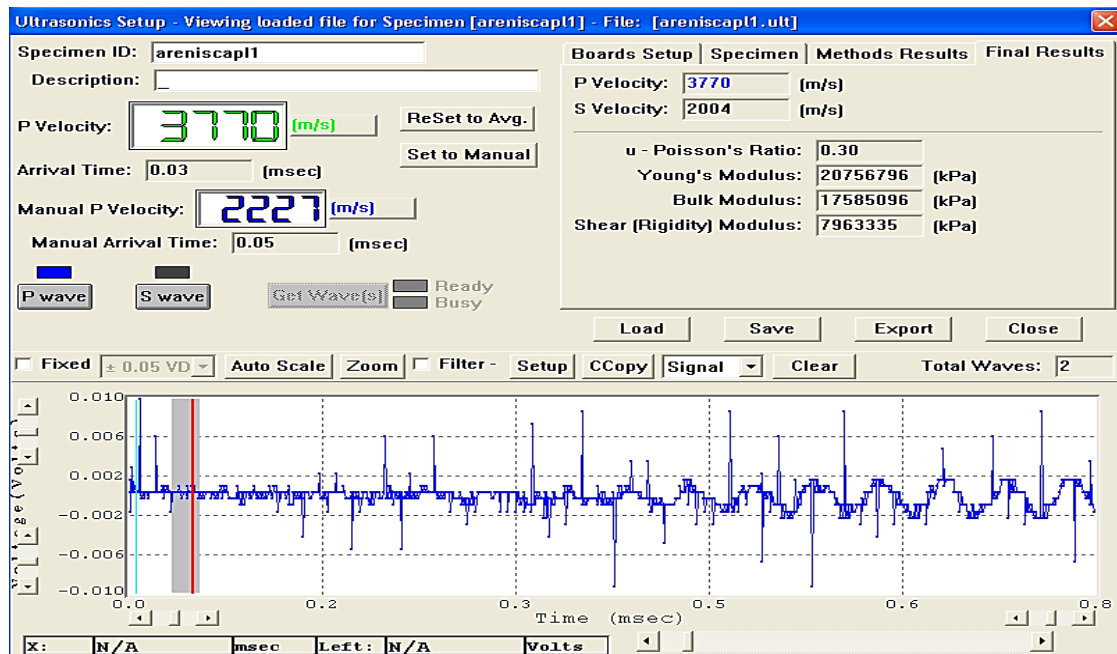 Ultrasonics Setup - Viewing loaded file for Specimen [areniscapl1] - File: [areniscapl1.ult]
Specimen ID: areniscapl1
Description: _
P Velocity: 3770 (m/s)
ReSet to Avg.
Set to Manual
Arrival Time: 0.03 (msec)
Manual P Velocity: 2227 (m/s)
Manual Arrival Time: 0.05 (msec)
P wave
S wave
Get Wave(s)
Ready
Busy
Boards Setup Specimen Methods Results Final Results
P Velocity: 3770 (m/s)
S Velocity: 2004 (m/s)
u - Poisson's Ratio: 0.30
Young's Modulus: 20756796 (kPa)
Bulk Modulus: 17585096 (kPa)
Shear (Rigidity) Modulus: 7963335 (kPa)
Load Save Export Close
Fixed ± 0.05 VD Auto Scale Zoom Filter - Setup CCopy Signal Clear Total Waves: 2
0.010
0.006
0.002
-0.002
-0.006
-0.010
0.0 0.2 0.3 0.5 0.6 0.8
Time (msec)
X: N/A msec Left: N/A Volts